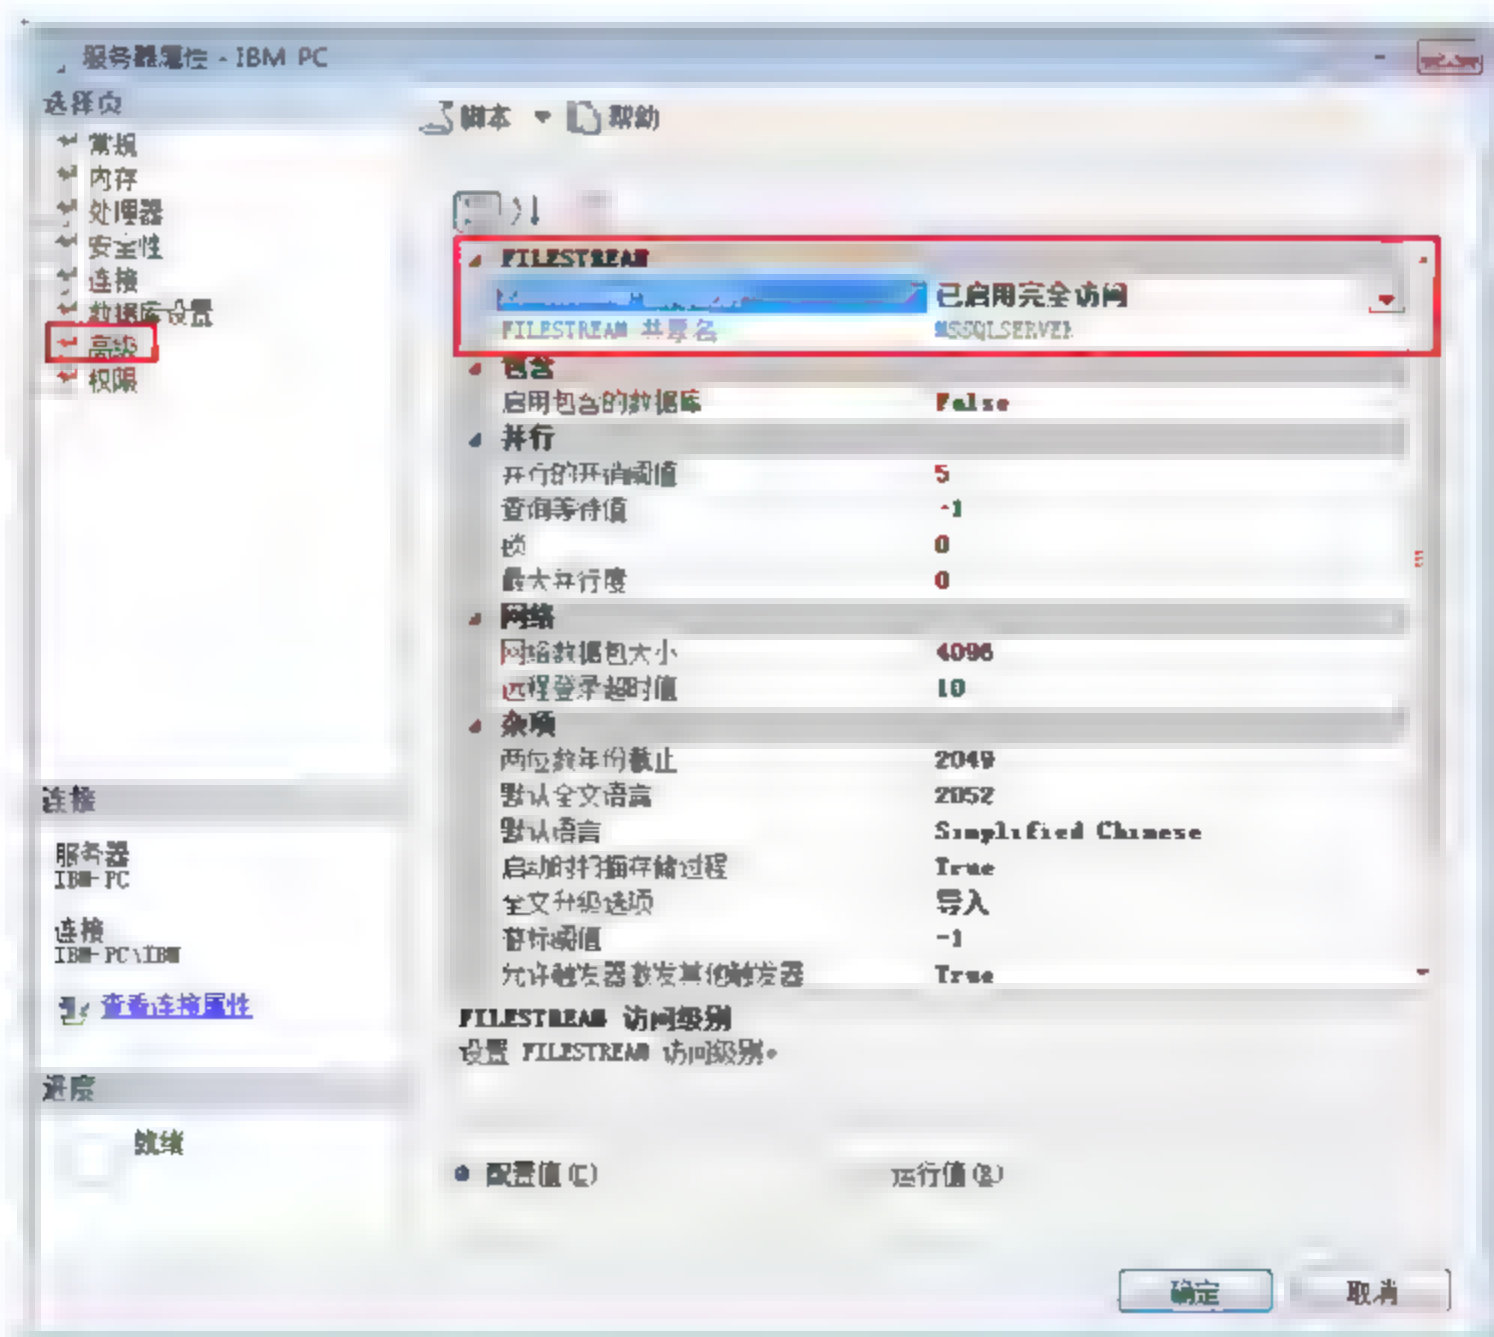 服务器属性 - IBM-PC
选择页
常规
内存
处理器
安全性
连接
数据库设置
高级
权限
脚本
帮助
FILESTREAM
已启用完全访问
FILESTREAM 共享名 MSSQLSERVER
包含
启用包含的数据库 False
并行
并行的开销阈值 5
查询等待值 -1
锁 0
最大并行度 0
网络
网络数据包大小 4096
远程登录超时值 10
杂项
两位数年份截止 2049
默认全文语言 2052
默认语言 Simplified Chinese
启动时扫描存储过程 True
全文升级选项 导入
游标阈值 -1
允许触发器激发其他触发器 True
FILESTREAM 访问级别
设置 FILESTREAM 访问级别。
连接
服务器
IBM-PC
连接
IBM-PC\IBM
查看连接属性
进度
就绪
配置值(C)
运行值(R)
确定
取消